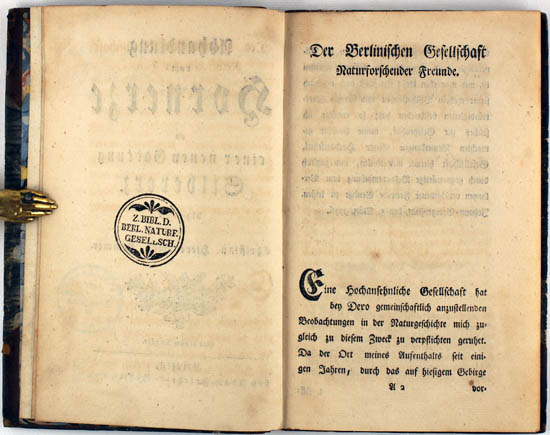 Z. BIBL. D.
BERL. NATURF.
GESELLSCH.
Der Berlinischen Gesellschaft
Naturforschender Freunde.
Eine Hochansehnliche Gesellschaft hat
bey Dero gemeinschaftlich anzustellenden
Beobachtungen in der Naturgeschichte mich zu-
gleich zu diesem Zweck zu verpflichten geruhet.
Da der Ort meines Aufenthalts seit eini-
gen Jahren, durch das auf hiesigem Gebirge
A 2
vor-